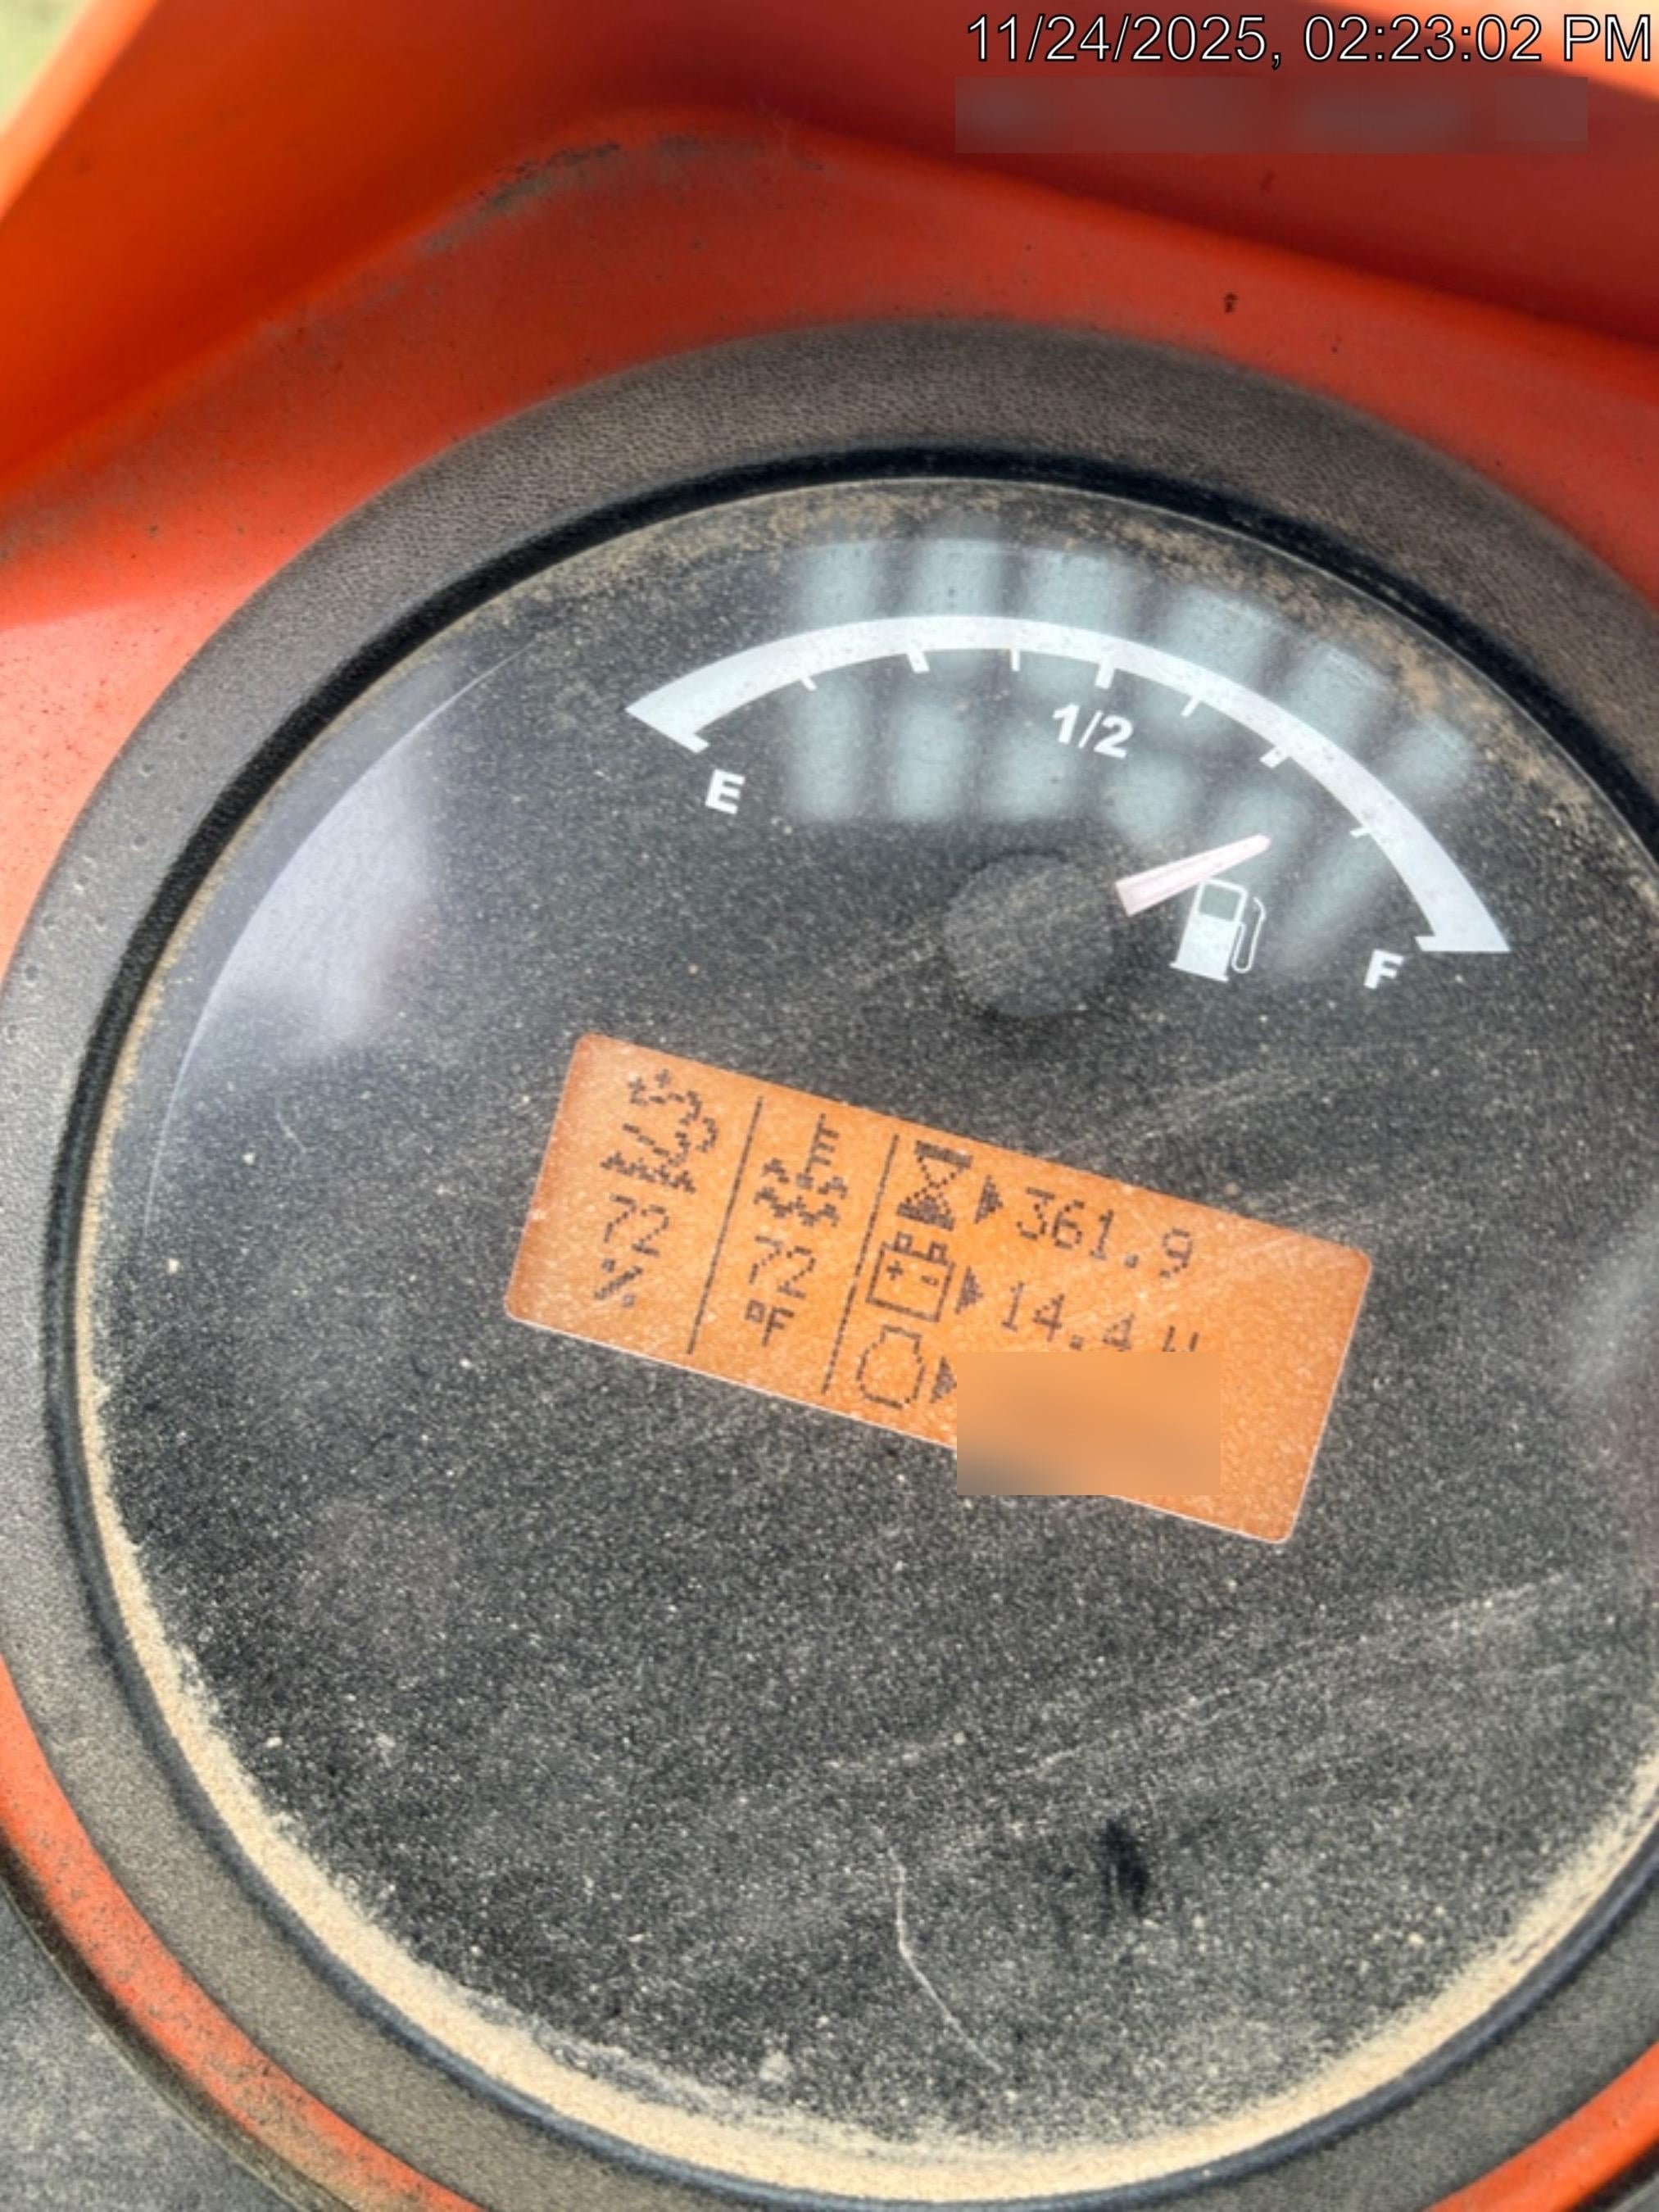 11/24/2025, 02:23:02 PM
1/2
E
F
361.9
14.4 V
72
%
72
°F